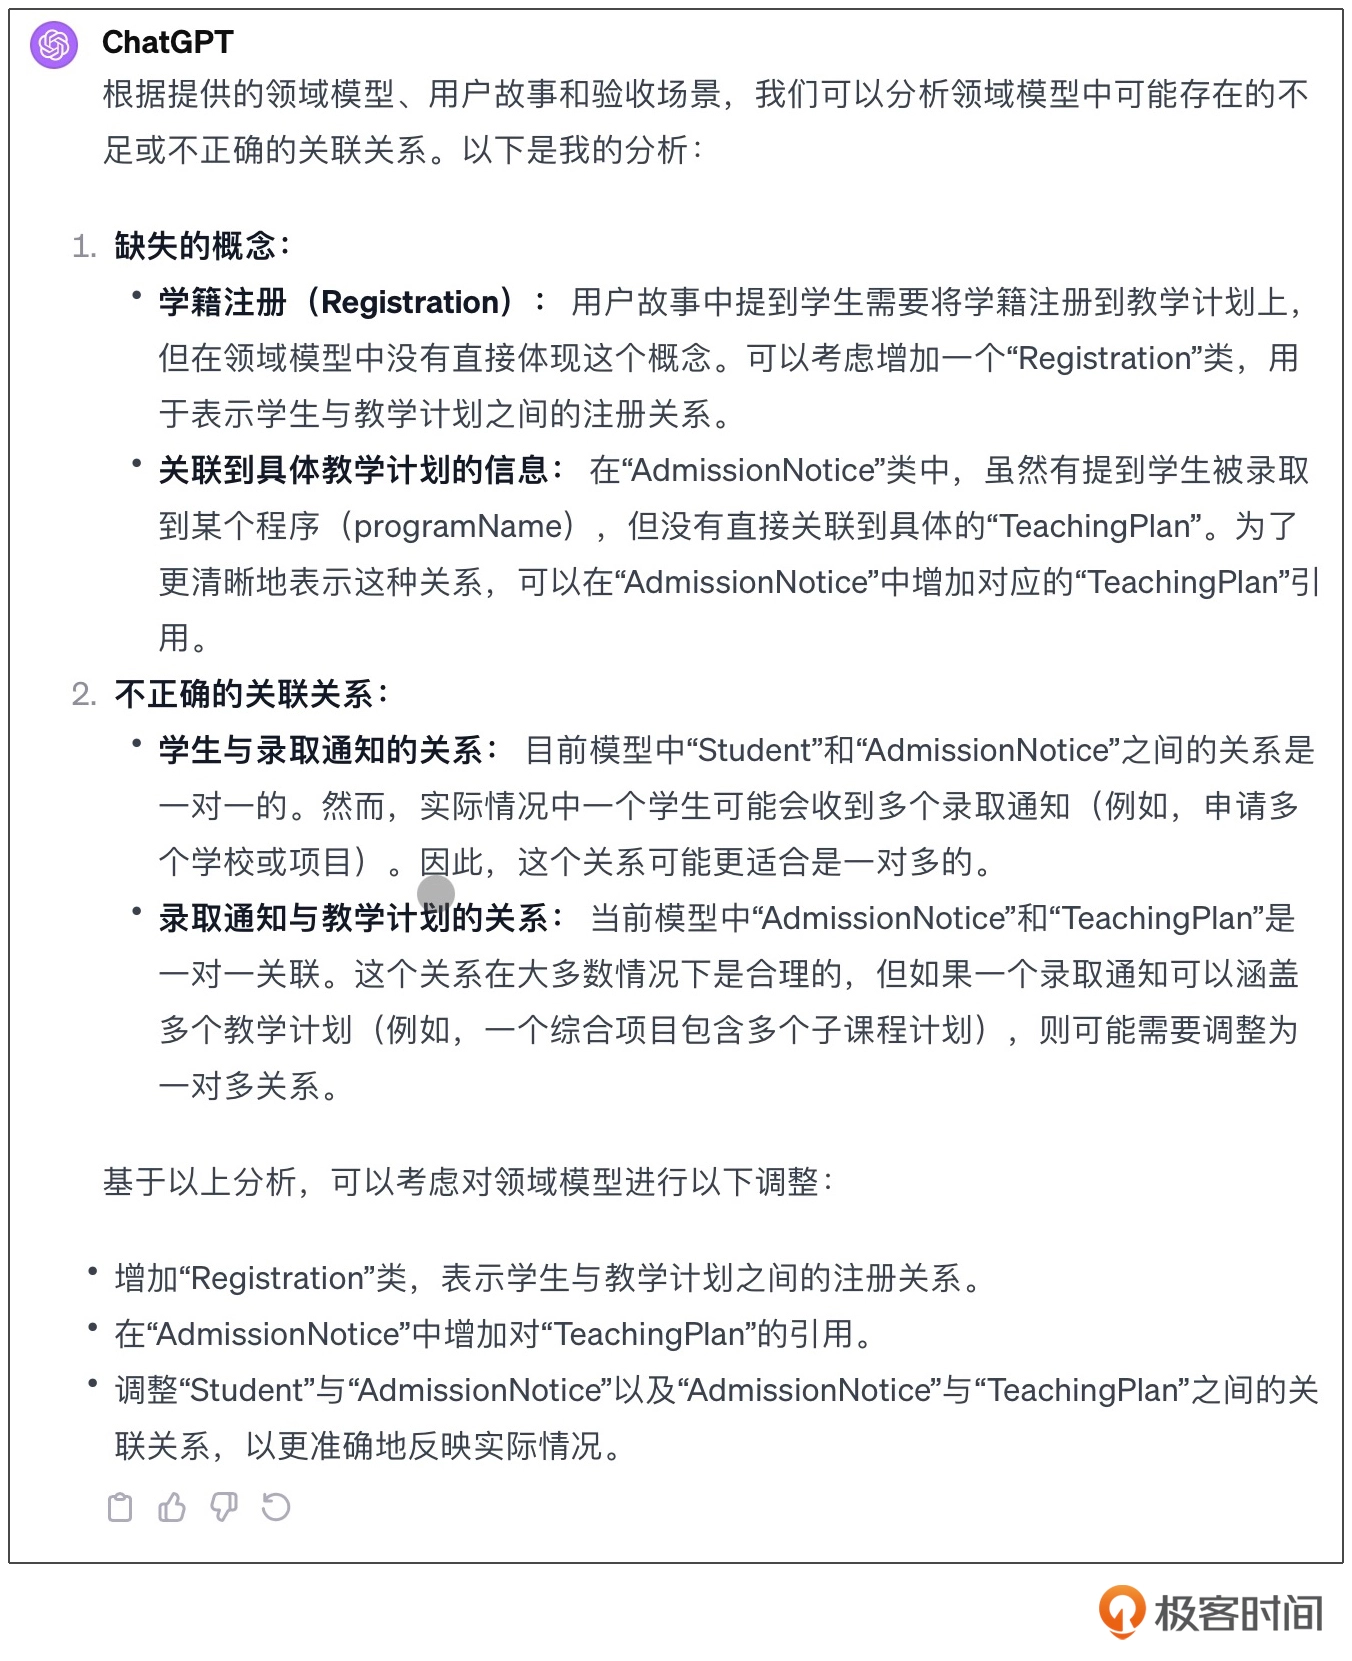 ChatGPT
根据提供的领域模型、用户故事和验收场景，我们可以分析领域模型中可能存在的不
足或不正确的关联关系。以下是我的分析：
1. 缺失的概念：
• 学籍注册（Registration）： 用户故事中提到学生需要将学籍注册到教学计划上，
但在领域模型中没有直接体现这个概念。可以考虑增加一个“Registration”类，用
于表示学生与教学计划之间的注册关系。
• 关联到具体教学计划的信息： 在“AdmissionNotice”类中，虽然有提到学生被录取
到某个程序（programName），但没有直接关联到具体的“TeachingPlan”。为了
更清晰地表示这种关系，可以在“AdmissionNotice”中增加对应的“TeachingPlan”引
用。
2. 不正确的关联关系：
• 学生与录取通知的关系： 目前模型中“Student”和“AdmissionNotice”之间的关系是
一对一的。然而，实际情况中一个学生可能会收到多个录取通知（例如，申请多
个学校或项目）。因此，这个关系可能更适合是一对多的。
• 录取通知与教学计划的关系： 当前模型中“AdmissionNotice”和“TeachingPlan”是
一对一关联。这个关系在大多数情况下是合理的，但如果一个录取通知可以涵盖
多个教学计划（例如，一个综合项目包含多个子课程计划），则可能需要调整为
一对多关系。
基于以上分析，可以考虑对领域模型进行以下调整：
• 增加“Registration”类，表示学生与教学计划之间的注册关系。
• 在“AdmissionNotice”中增加对“TeachingPlan”的引用。
• 调整“Student”与“AdmissionNotice”以及“AdmissionNotice”与“TeachingPlan”之间的关
联关系，以更准确地反映实际情况。
极客时间